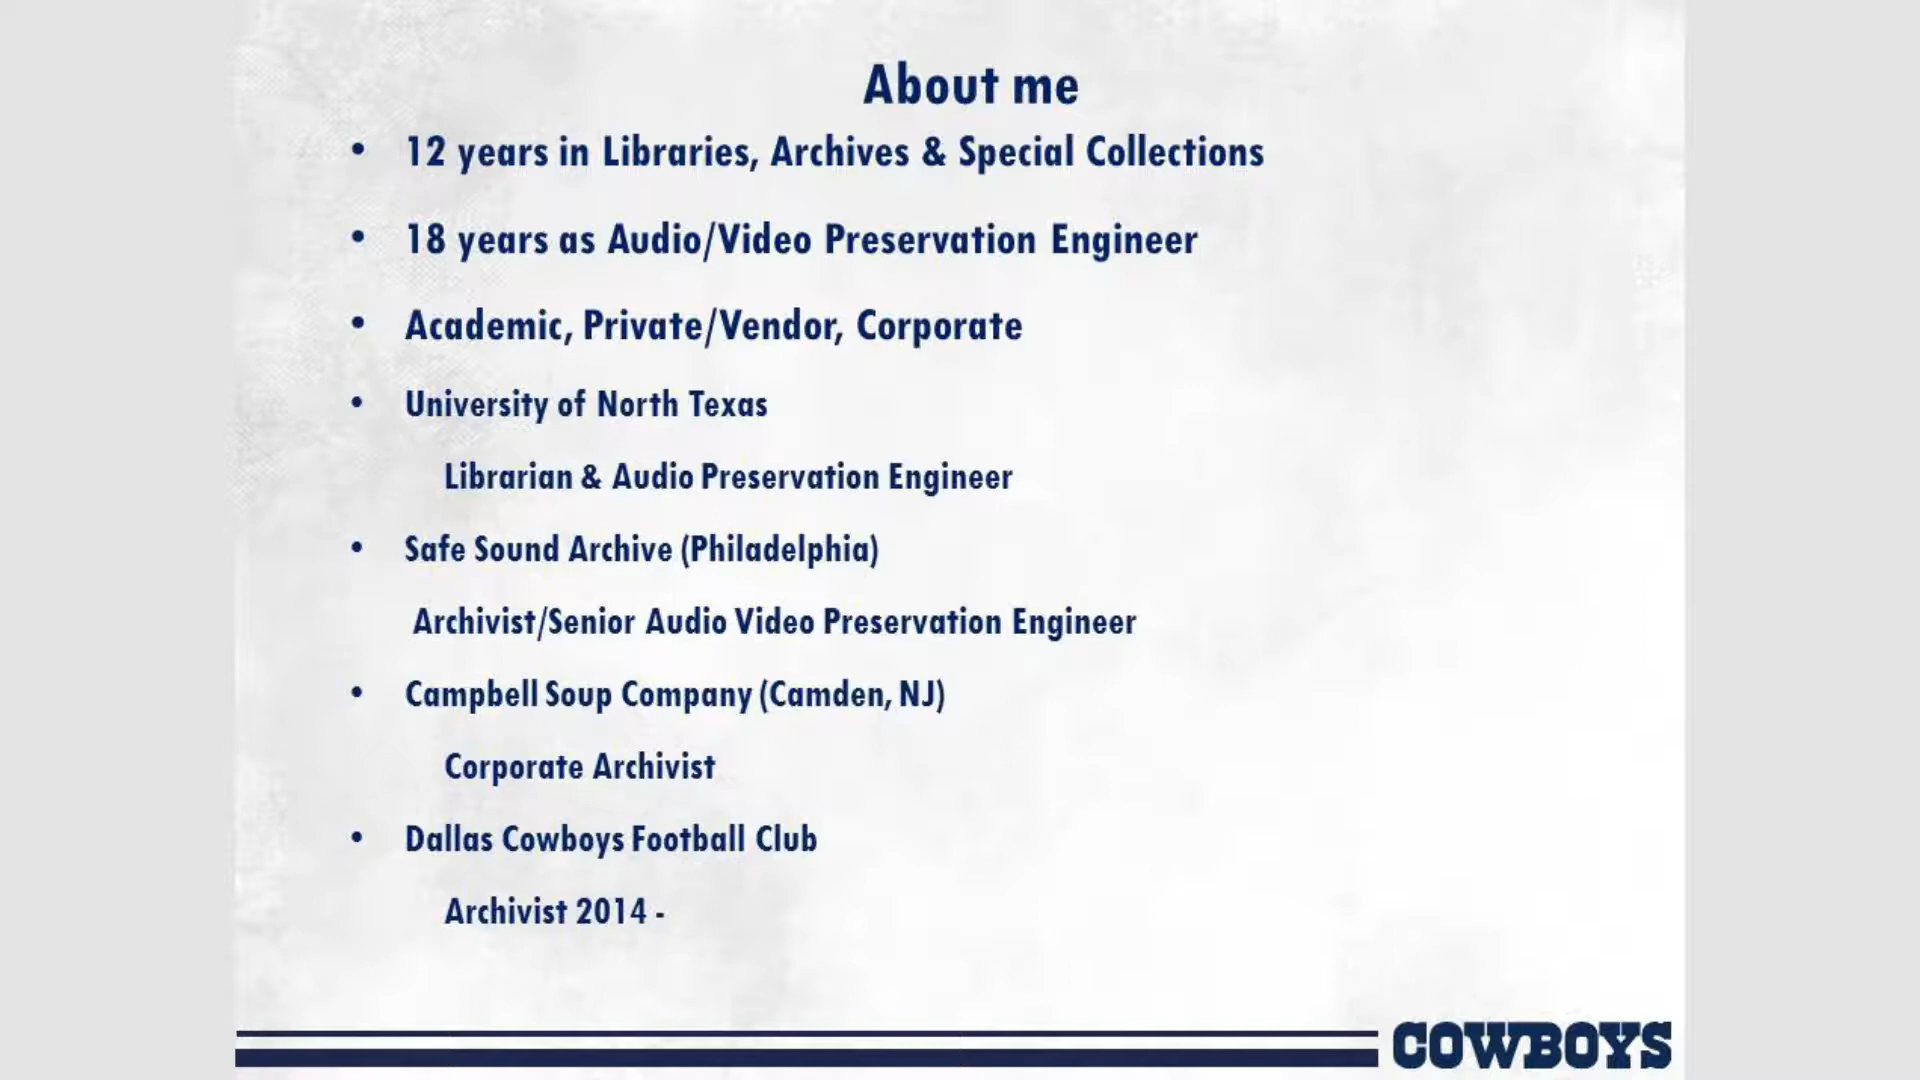 About me
• 12 years in Libraries, Archives & Special Collections
• 18 years as Audio/Video Preservation Engineer
• Academic, Private/Vendor, Corporate
• University of North Texas
Librarian & Audio Preservation Engineer
• Safe Sound Archive (Philadelphia)
Archivist/Senior Audio Video Preservation Engineer
• Campbell Soup Company (Camden, NJ)
Corporate Archivist
• Dallas Cowboys Football Club
Archivist 2014 -
COWBOYS